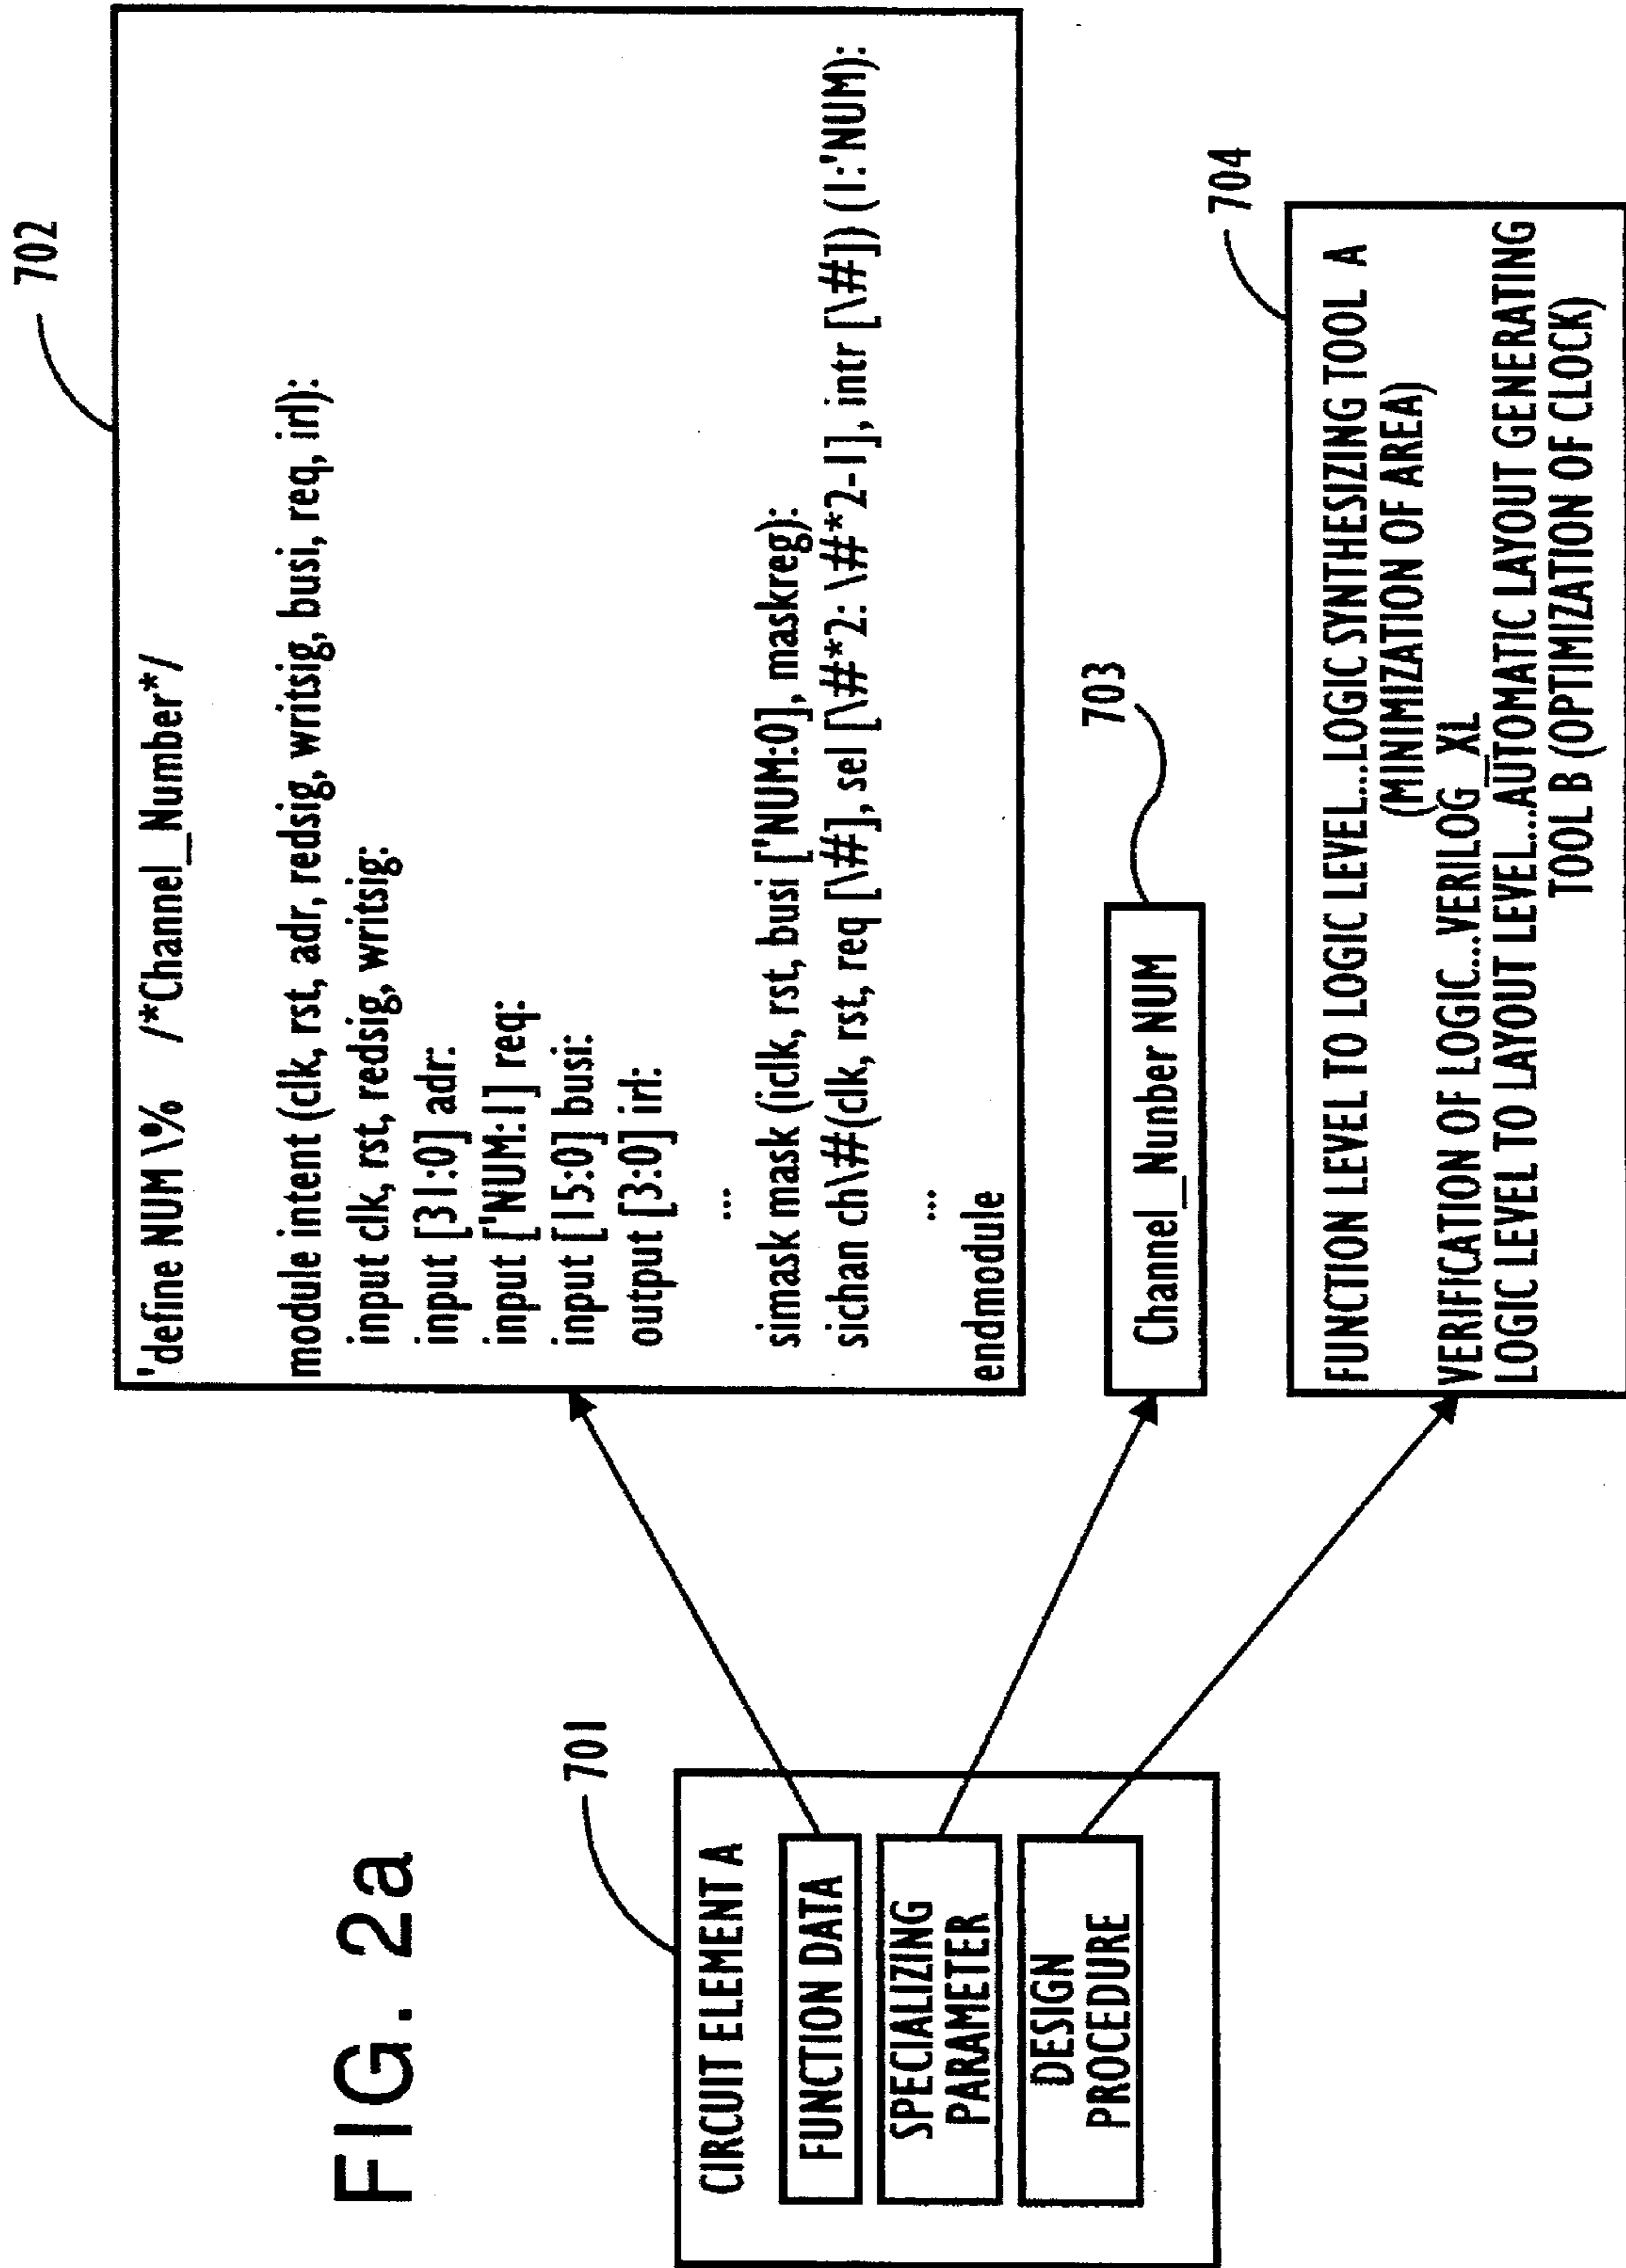 FIG. 2a
701
CIRCUIT ELEMENT A
FUNCTION DATA
SPECIALIZING
PARAMETER
DESIGN
PROCEDURE
702
'define NUM \% /*Channel_Number*/
module intent (clk, rst, adr, redsig, writsig, busi, req, irl):
input clk, rst, redsig, writsig:
input [31:0] adr:
input ['NUM:1] req:
input [15:0] busi:
output [3:0] irl:
...
simask mask (iclk, rst, busi ['NUM:0], maskreg):
sichan ch\#(clk, rst, req [\#], sel [\#*2: \#*2-1], intr [\#]) (1:'NUM):
...
endmodule
703
Channel_Nunber NUM
704
FUNCTION LEVEL TO LOGIC LEVEL...LOGIC SYNTHESIZING TOOL A
(MINIMIZATION OF AREA)
VERIFICATION OF LOGIC...VERILOG_XL
LOGIC LEVEL TO LAYOUT LEVEL...AUTOMATIC LAYOUT GENERATING
TOOL B (OPTIMIZATION OF CLOCK)